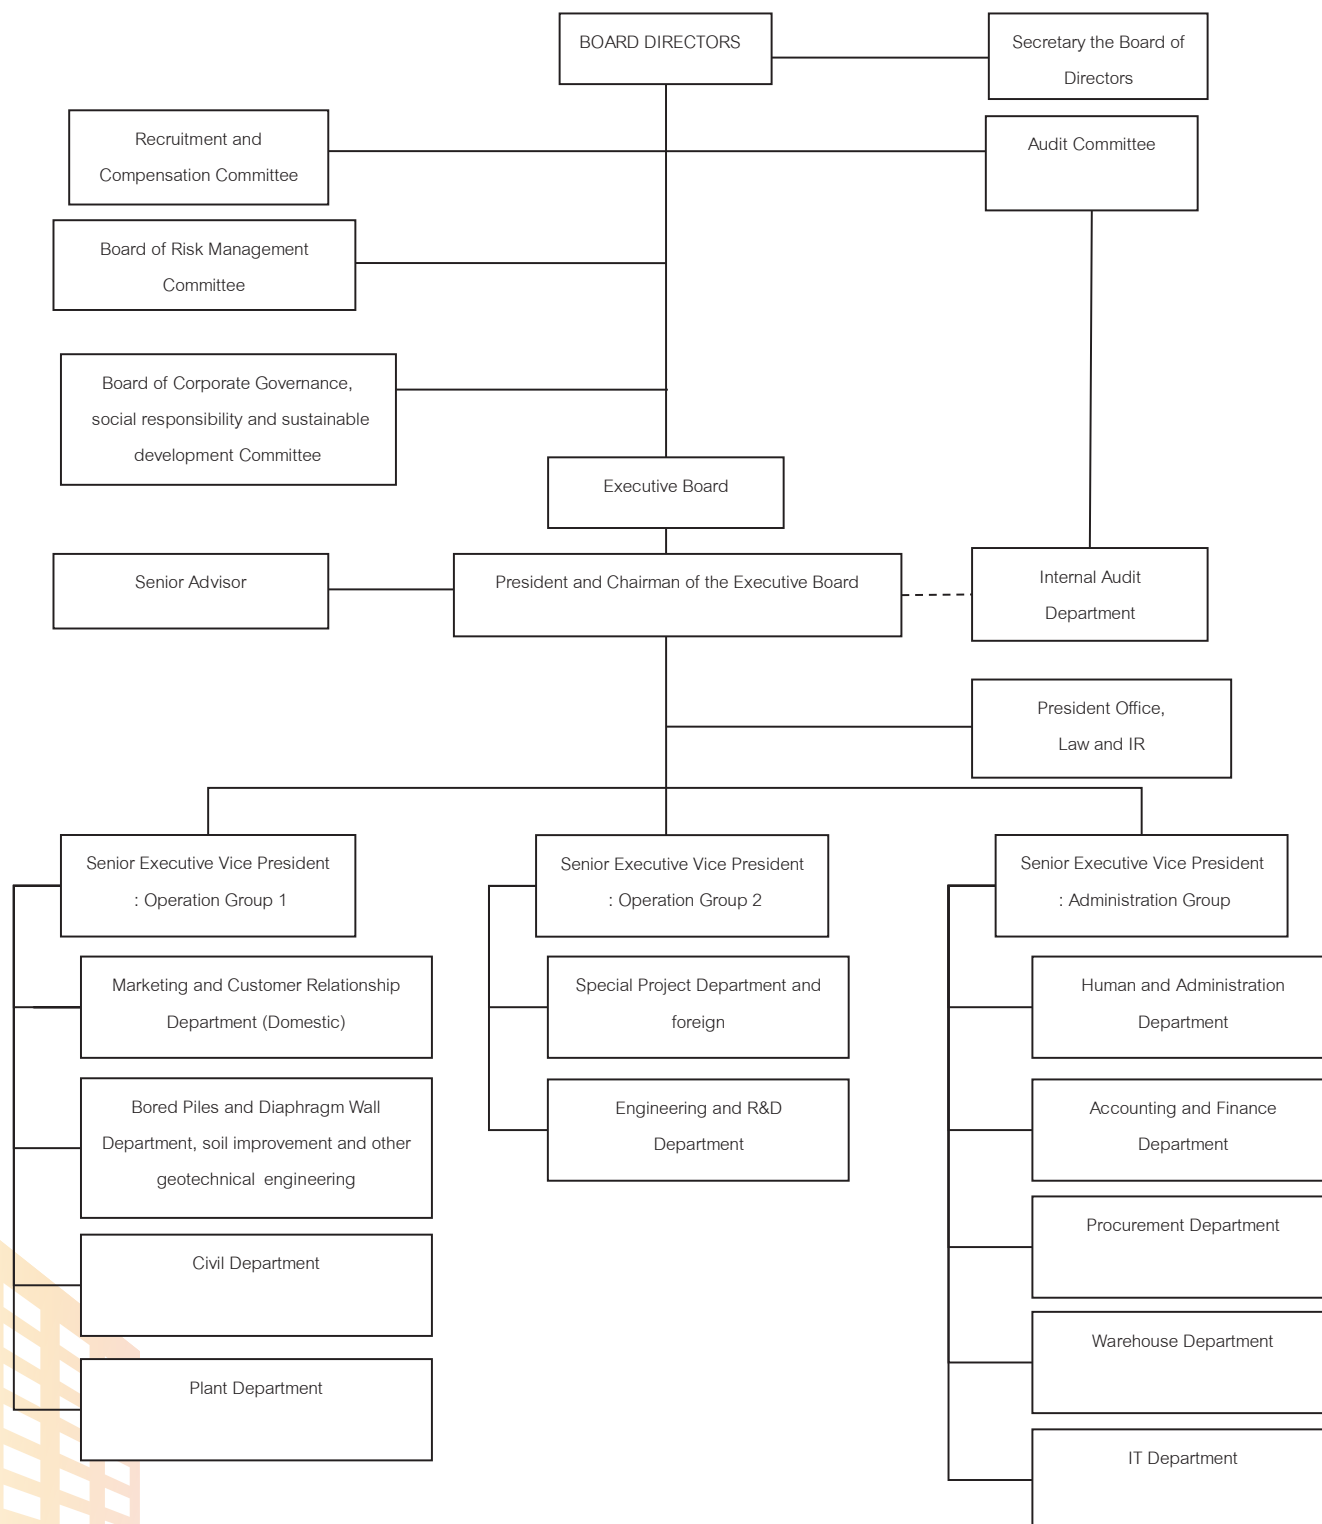 BOARD DIRECTORS
Secretary the Board of
Directors
Recruitment and
Compensation Committee
Audit Committee
Board of Risk Management
Committee
Board of Corporate Governance,
social responsibility and sustainable
development Committee
Executive Board
Senior Advisor
President and Chairman of the Executive Board
Internal Audit
Department
President Office,
Law and IR
Senior Executive Vice President
: Operation Group 1
Senior Executive Vice President
: Operation Group 2
Senior Executive Vice President
: Administration Group
Marketing and Customer Relationship
Department (Domestic)
Bored Piles and Diaphragm Wall
Department, soil improvement and other
geotechnical engineering
Civil Department
Plant Department
Special Project Department and
foreign
Engineering and R&D
Department
Human and Administration
Department
Accounting and Finance
Department
Procurement Department
Warehouse Department
IT Department